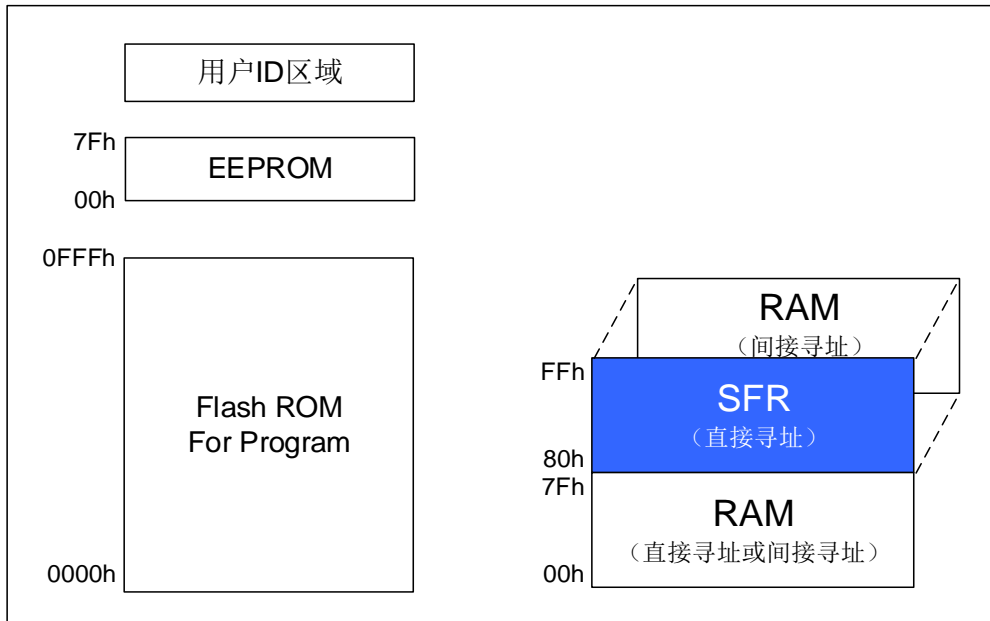 用户ID区域
7Fh
EEPROM
00h
0FFFh
Flash ROM
For Program
0000h
RAM
（间接寻址）
FFh
SFR
（直接寻址）
80h
7Fh
RAM
（直接寻址或间接寻址）
00h